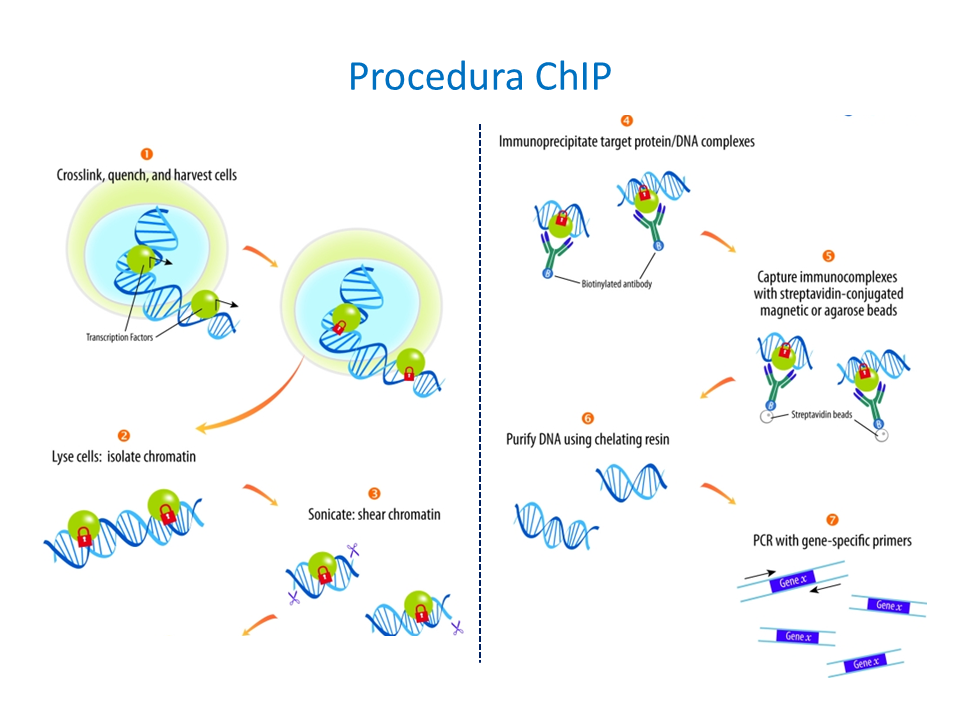 Procedura ChIP
1
Crosslink, quench, and harvest cells
Transcription Factors
2
Lyse cells: isolate chromatin
3
Sonicate: shear chromatin
4
Immunoprecipitate target protein/DNA complexes
B
B
Biotinylated antibody
5
Capture immunocomplexes
with streptavidin-conjugated
magnetic or agarose beads
B
B
Streptavidin beads
6
Purify DNA using chelating resin
7
PCR with gene-specific primers
Gene x
Gene x
Gene x
Gene x